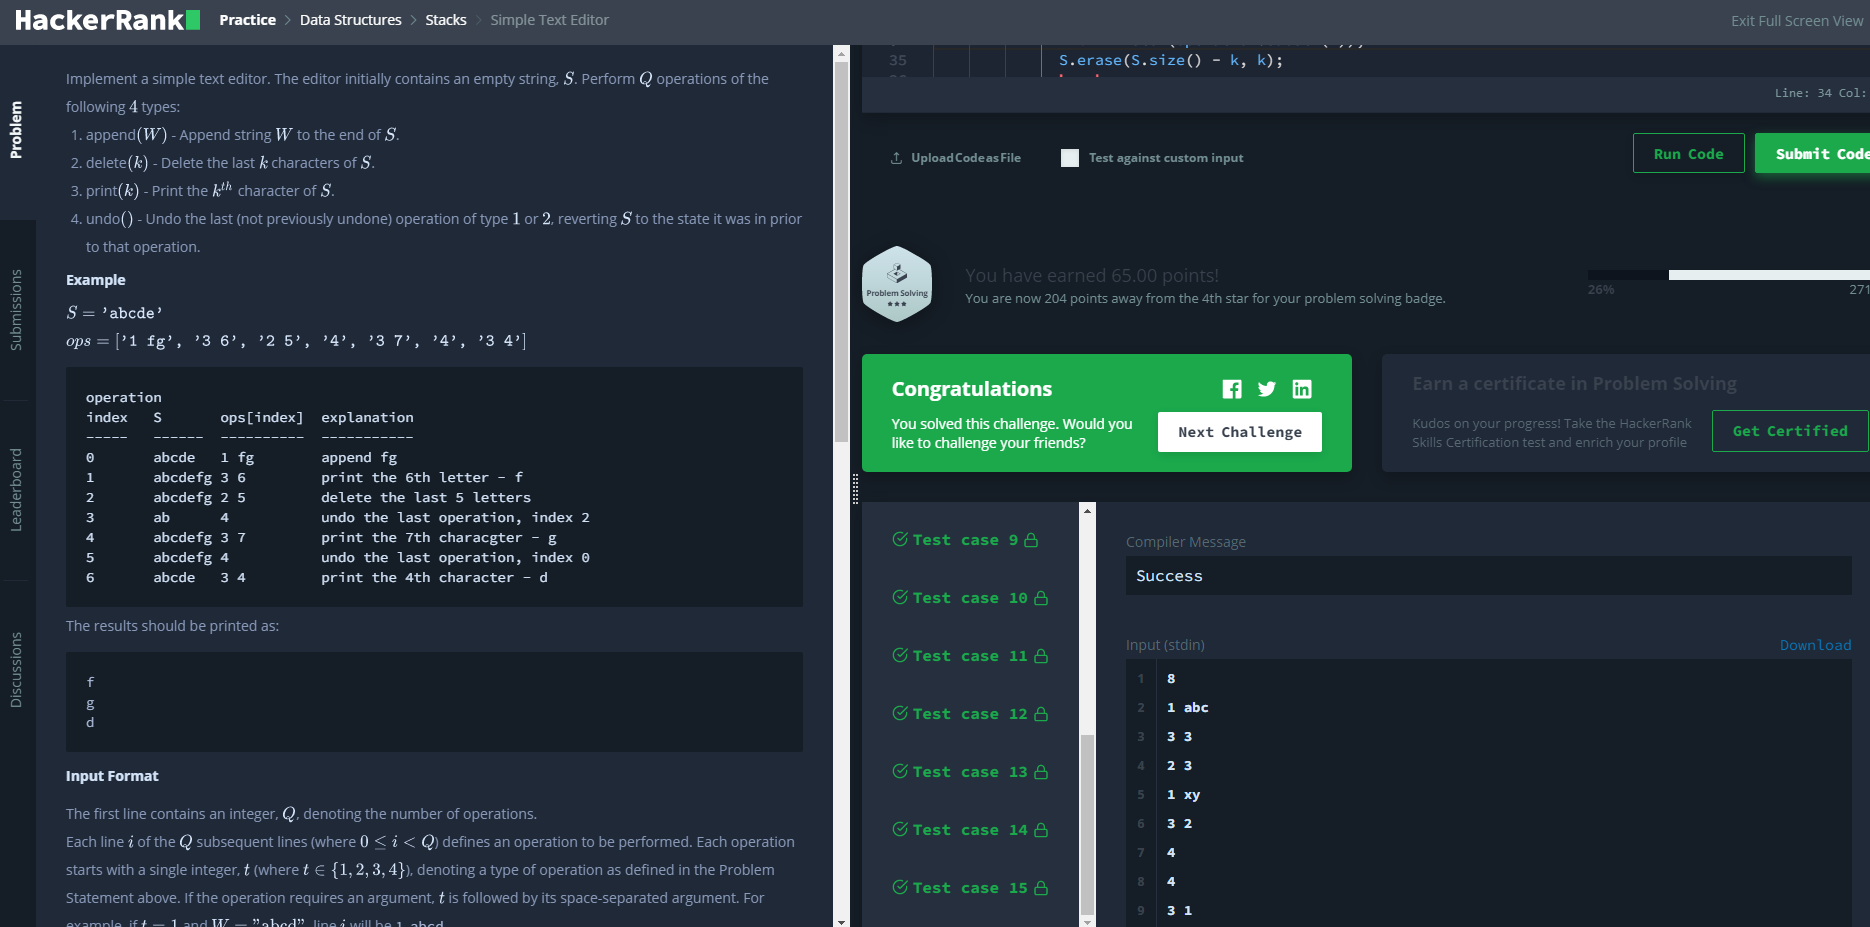 HackerRank Practice > Data Structures > Stacks > Simple Text Editor
Exit Full Screen View
Problem
Submissions
Leaderboard
Discussions
Implement a simple text editor. The editor initially contains an empty string, S. Perform Q operations of the
following 4 types:
1. append(W) - Append string W to the end of S.
2. delete(k) - Delete the last k characters of S.
3. print(k) - Print the kth character of S.
4. undo() - Undo the last (not previously undone) operation of type 1 or 2, reverting S to the state it was in prior
to that operation.
Example
S = 'abcde'
ops = ['1 fg', '3 6', '2 5', '4', '3 7', '4', '3 4']
operation
index S ops[index] explanation
----- ------ ---------- -----------
0 abcde 1 fg append fg
1 abcdefg 3 6 print the 6th letter - f
2 abcdefg 2 5 delete the last 5 letters
3 ab 4 undo the last operation, index 2
4 abcdefg 3 7 print the 7th characgter - g
5 abcdefg 4 undo the last operation, index 0
6 abcde 3 4 print the 4th character - d
The results should be printed as:
f
g
d
Input Format
The first line contains an integer, Q, denoting the number of operations.
Each line i of the Q subsequent lines (where 0 ≤ i < Q) defines an operation to be performed. Each operation
starts with a single integer, t (where t ∈ {1, 2, 3, 4}), denoting a type of operation as defined in the Problem
Statement above. If the operation requires an argument, t is followed by its space-separated argument. For
example, if t = 1 and W = "abcd", line i will be 1 abcd.
35 S.erase(S.size() - k, k);
Line: 34 Col:
Upload Code as File
Test against custom input
Run Code
Submit Code
Problem Solving
You have earned 65.00 points!
You are now 204 points away from the 4th star for your problem solving badge.
26%
271
Congratulations
You solved this challenge. Would you
like to challenge your friends?
Next Challenge
Earn a certificate in Problem Solving
Kudos on your progress! Take the HackerRank
Skills Certification test and enrich your profile
Get Certified
Test case 9
Test case 10
Test case 11
Test case 12
Test case 13
Test case 14
Test case 15
Compiler Message
Success
Input (stdin)
Download
1 8
2 1 abc
3 3 3
4 2 3
5 1 xy
6 3 2
7 4
8 4
9 3 1